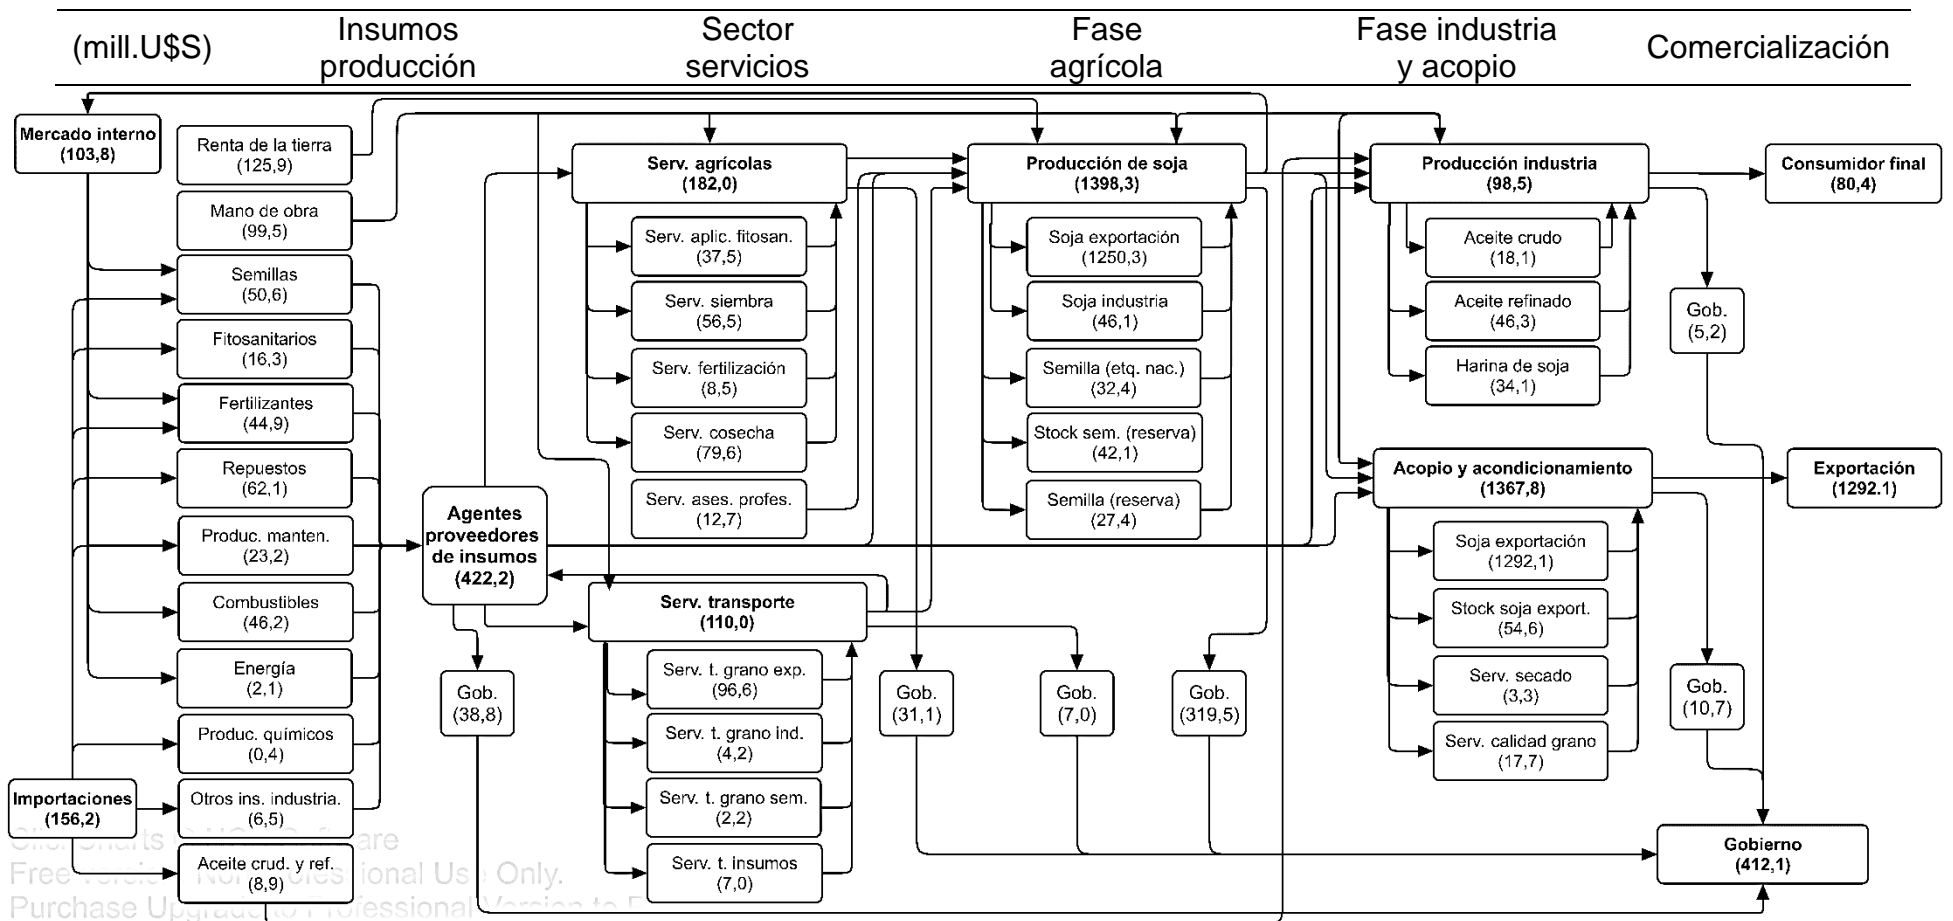 (mill.U$S)
Insumos
producción
Sector
servicios
Fase
agrícola
Fase industria
y acopio
Comercialización
Mercado interno
(103,8)
Renta de la tierra
(125,9)
Mano de obra
(99,5)
Semillas
(50,6)
Fitosanitarios
(16,3)
Fertilizantes
(44,9)
Repuestos
(62,1)
Produc. manten.
(23,2)
Combustibles
(46,2)
Energía
(2,1)
Produc. químicos
(0,4)
Importaciones
(156,2)
Otros ins. industria.
(6,5)
Aceite crud. y ref.
(8,9)
Agentes
proveedores
de insumos
(422,2)
Gob.
(38,8)
Serv. agrícolas
(182,0)
Serv. aplic. fitosan.
(37,5)
Serv. siembra
(56,5)
Serv. fertilización
(8,5)
Serv. cosecha
(79,6)
Serv. ases. profes.
(12,7)
Serv. transporte
(110,0)
Serv. t. grano exp.
(96,6)
Serv. t. grano ind.
(4,2)
Serv. t. grano sem.
(2,2)
Serv. t. insumos
(7,0)
Gob.
(31,1)
Producción de soja
(1398,3)
Soja exportación
(1250,3)
Soja industria
(46,1)
Semilla (etq. nac.)
(32,4)
Stock sem. (reserva)
(42,1)
Semilla (reserva)
(27,4)
Gob.
(7,0)
Gob.
(319,5)
Producción industria
(98,5)
Aceite crudo
(18,1)
Aceite refinado
(46,3)
Harina de soja
(34,1)
Acopio y acondicionamiento
(1367,8)
Soja exportación
(1292,1)
Stock soja export.
(54,6)
Serv. secado
(3,3)
Serv. calidad grano
(17,7)
Consumidor final
(80,4)
Gob.
(5,2)
Exportación
(1292.1)
Gob.
(10,7)
Gobierno
(412,1)
Free
ional Us
Only.
Purchase